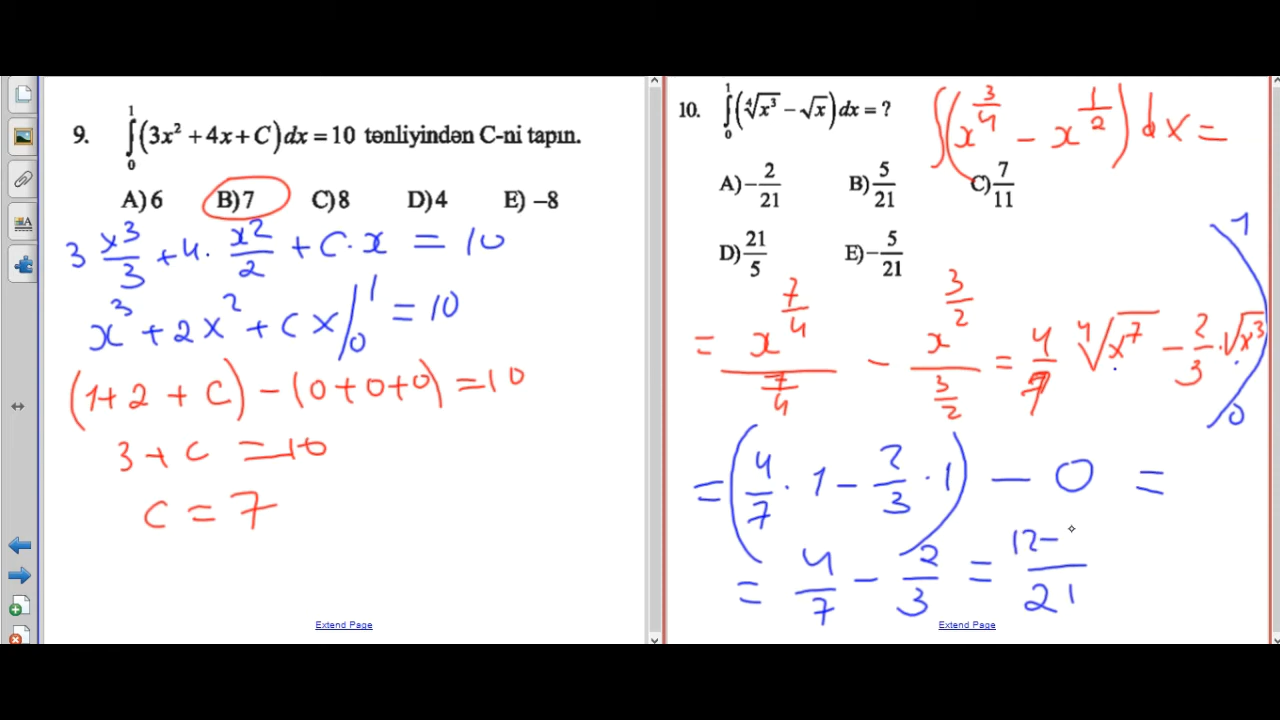 9. ∫₀¹(3x² + 4x + C)dx = 10 tənliyindən C-ni tapın.
A) 6 B) 7 C) 8 D) 4 E) –8
3 x³/3 + 4 · x²/2 + C · x = 10
x³ + 2x² + Cx |₀¹ = 10
(1 + 2 + C) – (0 + 0 + 0) = 10
3 + C = 10
C = 7
Extend Page
10. ∫₀¹(⁴√x³ – √x)dx = ?
∫(x^(3/4) – x^(1/2))dx =
A) –2/21 B) 5/21 C) 7/11
D) 21/5 E) –5/21
= x^(7/4)/(7/4) – x^(3/2)/(3/2) = 4/7 ⁴√x⁷ – 2/3 · √x³ |₀¹
= (4/7 · 1 – 2/3 · 1) – 0 =
= 4/7 – 2/3 = 12–/21
Extend Page